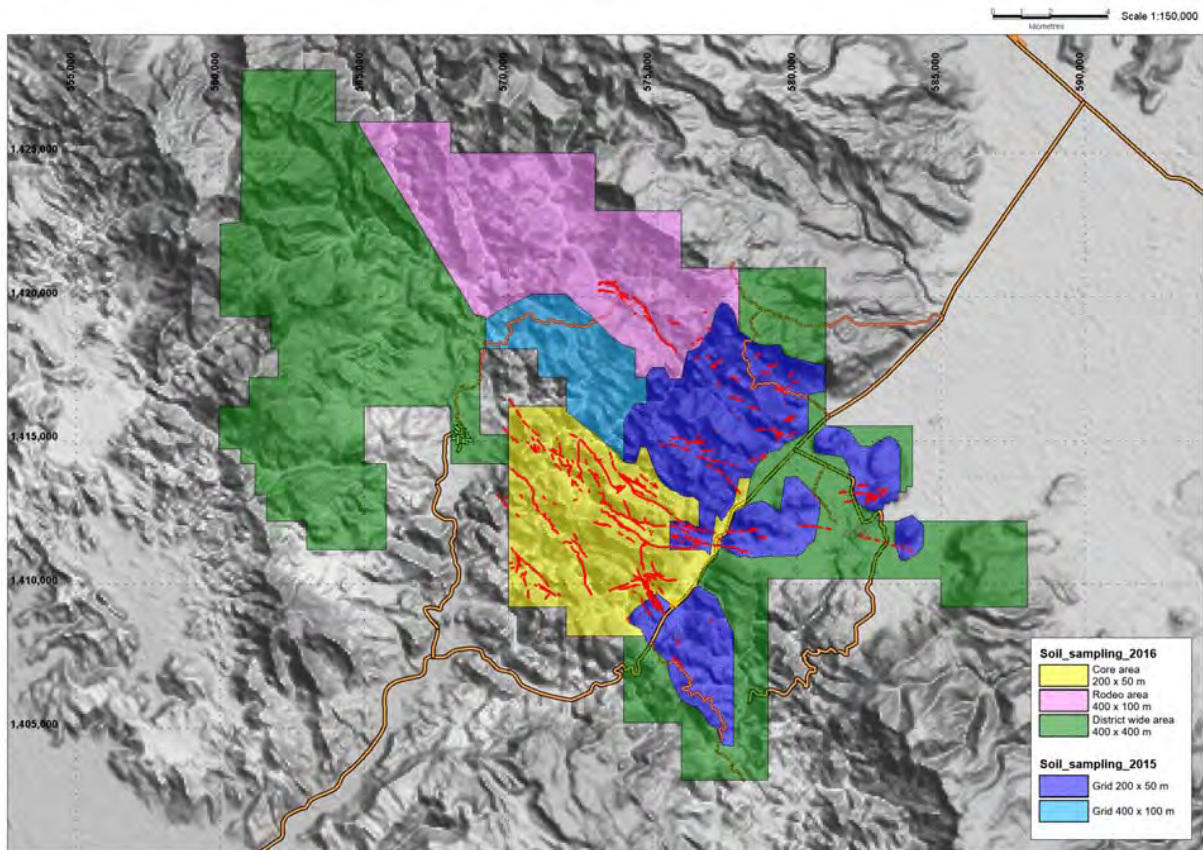 0 1 2 4
Scale 1:150,000
kilometres
555,000
560,000
565,000
570,000
575,000
580,000
585,000
590,000
1,425,000
1,420,000
1,415,000
1,410,000
1,405,000
Soil_sampling_2016
Core area
200 x 50 m
Rodeo area
400 x 100 m
District wide area
400 x 400 m
Soil_sampling_2015
Grid 200 x 50 m
Grid 400 x 100 m